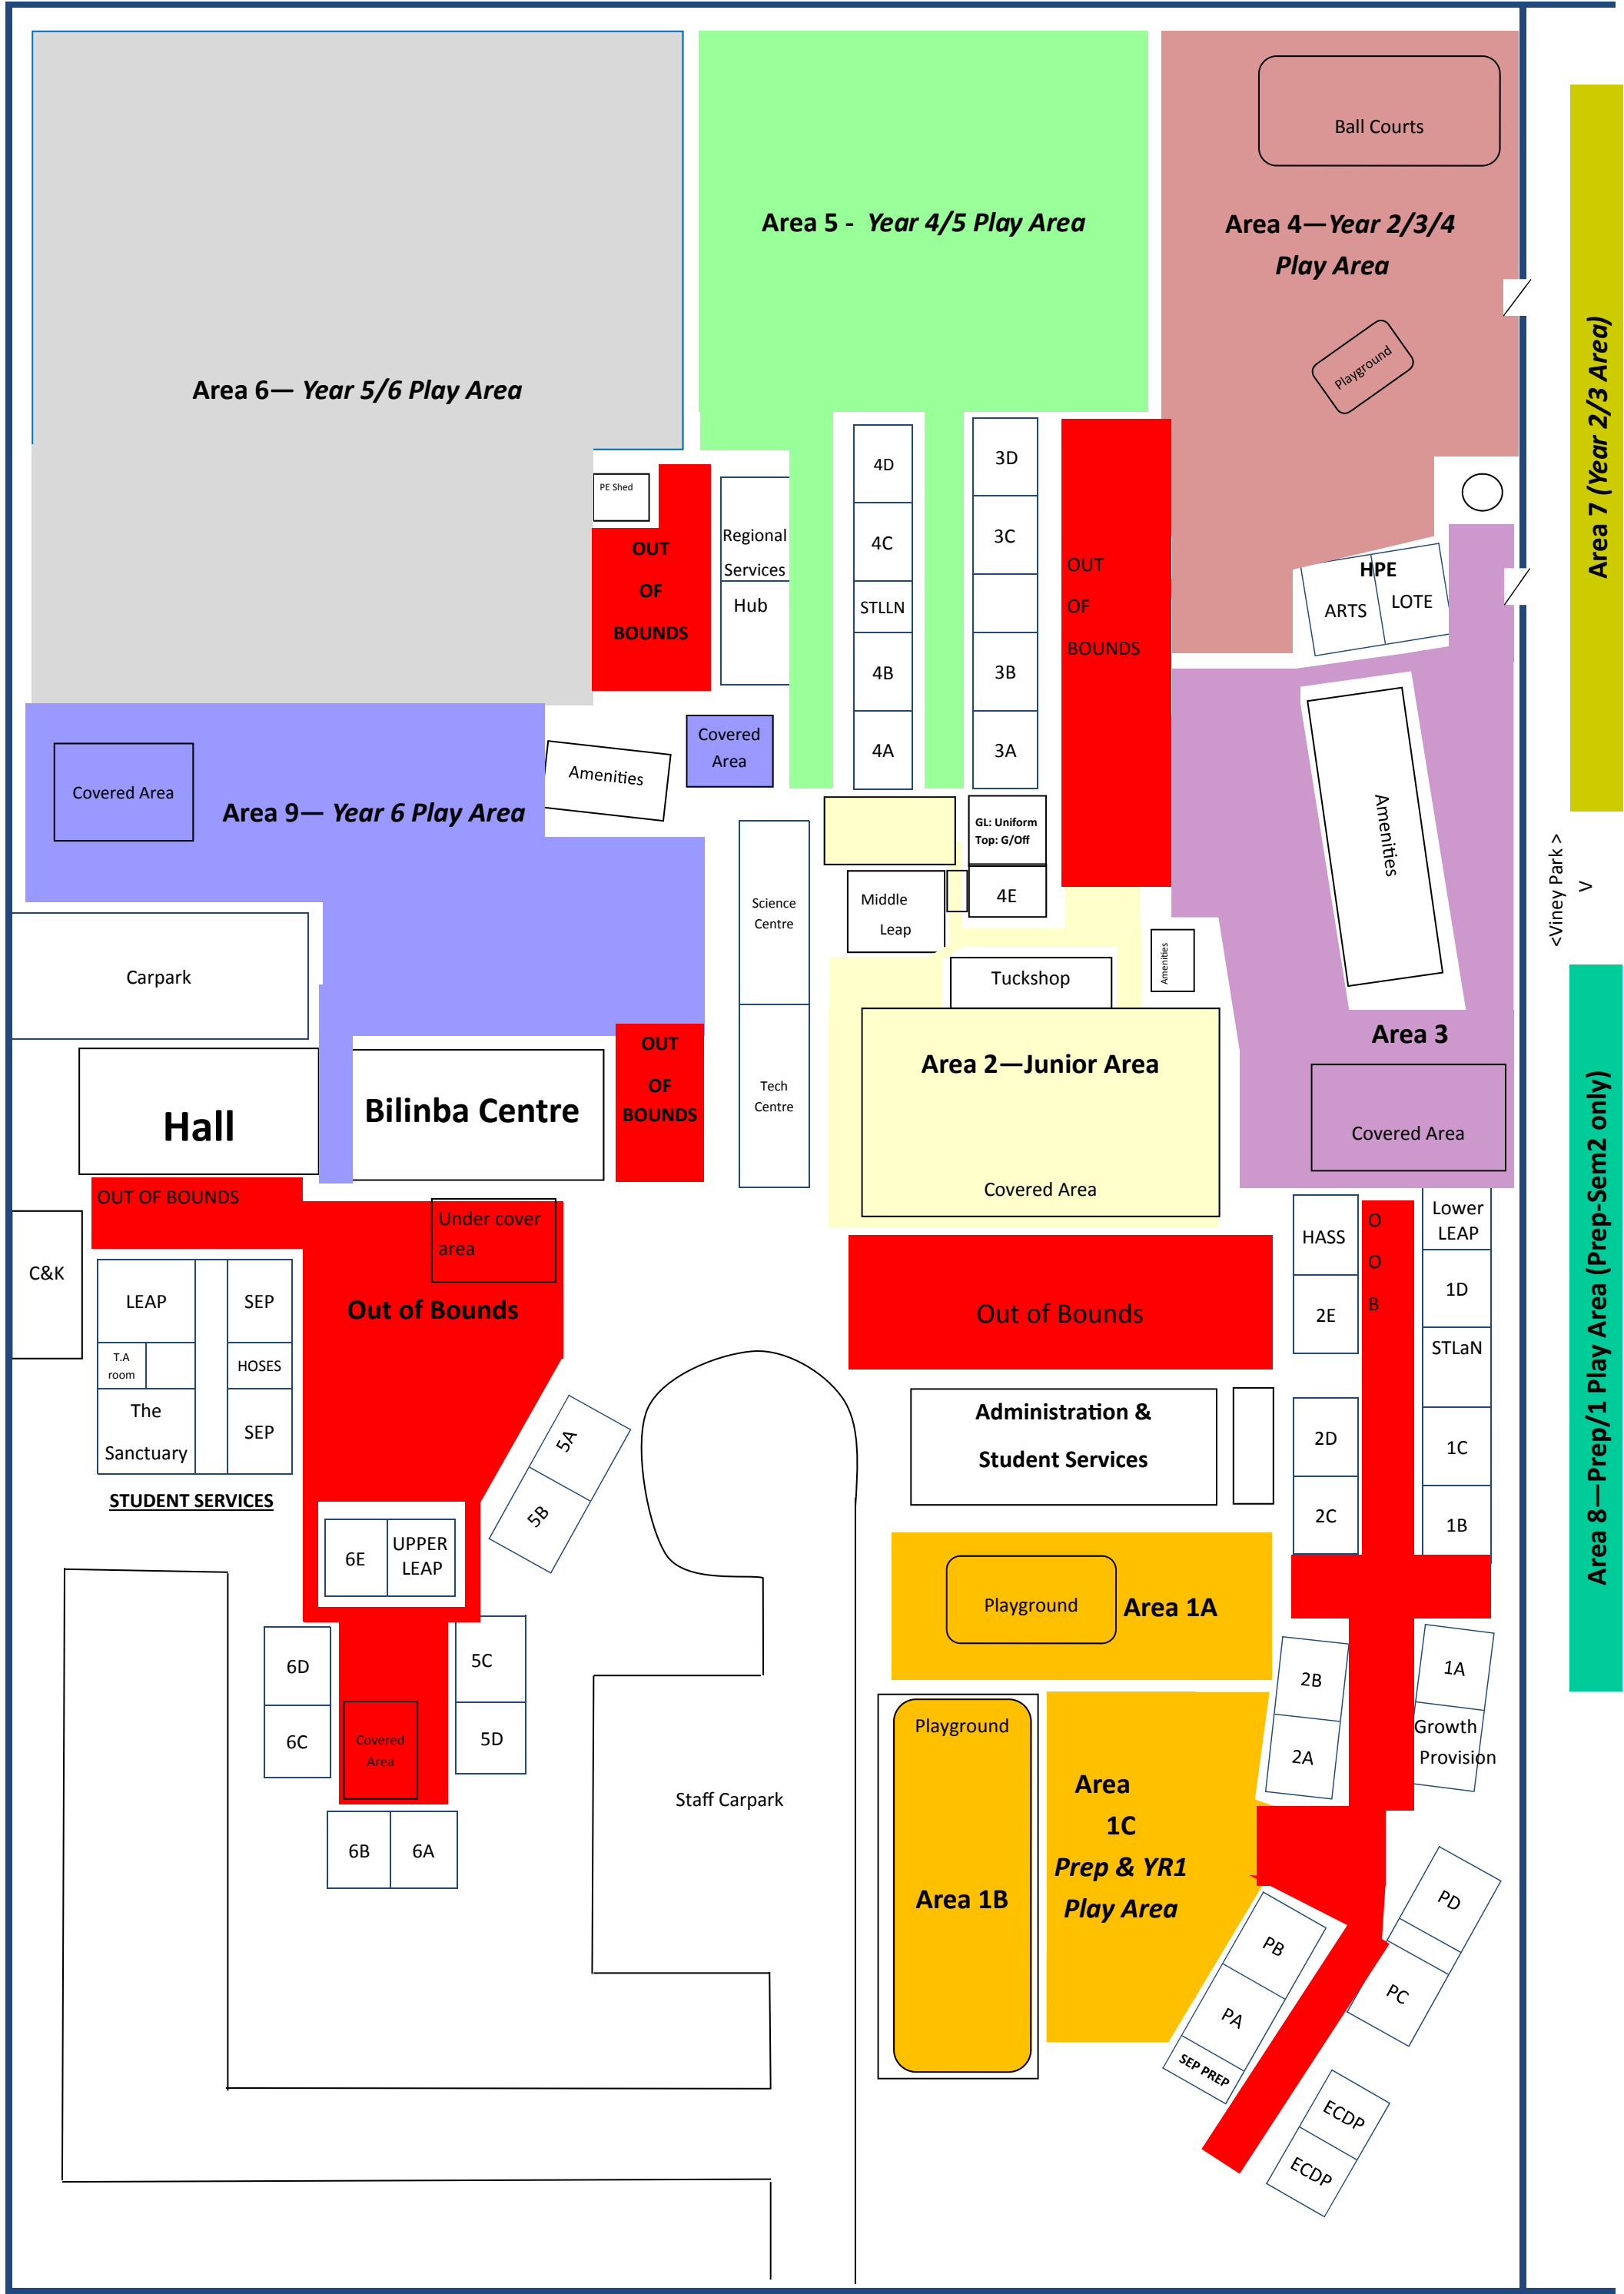 Ball Courts
Area 5 -  Year 4/5 Play Area
Area 4—Year 2/3/4
Play Area
Area 6— Year 5/6 Play Area
Playground
Area 7 (Year 2/3 Area)
PE Shed
OUT
OF
BOUNDS
Regional
Services
Hub
4D
4C
STLLN
4B
4A
3D
3C
3B
3A
OUT
OF
BOUNDS
HPE
ARTS
LOTE
Covered Area
Area 9— Year 6 Play Area
Amenities
Covered
Area
GL: Uniform
Top: G/Off
4E
Middle
Leap
Amenities
<Viney Park >
V
Science
Centre
Tech
Centre
Carpark
Tuckshop
Amenities
Area 3
Covered Area
Area 2—Junior Area
Covered Area
Hall
Bilinba Centre
OUT
OF
BOUNDS
OUT OF BOUNDS
Under cover
area
Out of Bounds
C&K
LEAP
SEP
T.A
room
HOSES
The
Sanctuary
SEP
STUDENT SERVICES
Out of Bounds
HASS
2E
2D
2C
O
O
B
Lower
LEAP
1D
STLaN
1C
1B
Area 8—Prep/1 Play Area (Prep-Sem2 only)
Administration &
Student Services
5A
5B
6E
UPPER
LEAP
6D
6C
5C
5D
Covered
Area
6B
6A
Staff Carpark
Playground
Area 1A
2B
2A
1A
Growth
Provision
Playground
Area 1B
Area
1C
Prep & YR1
Play Area
PB
PA
SEP PREP
PD
PC
ECDP
ECDP